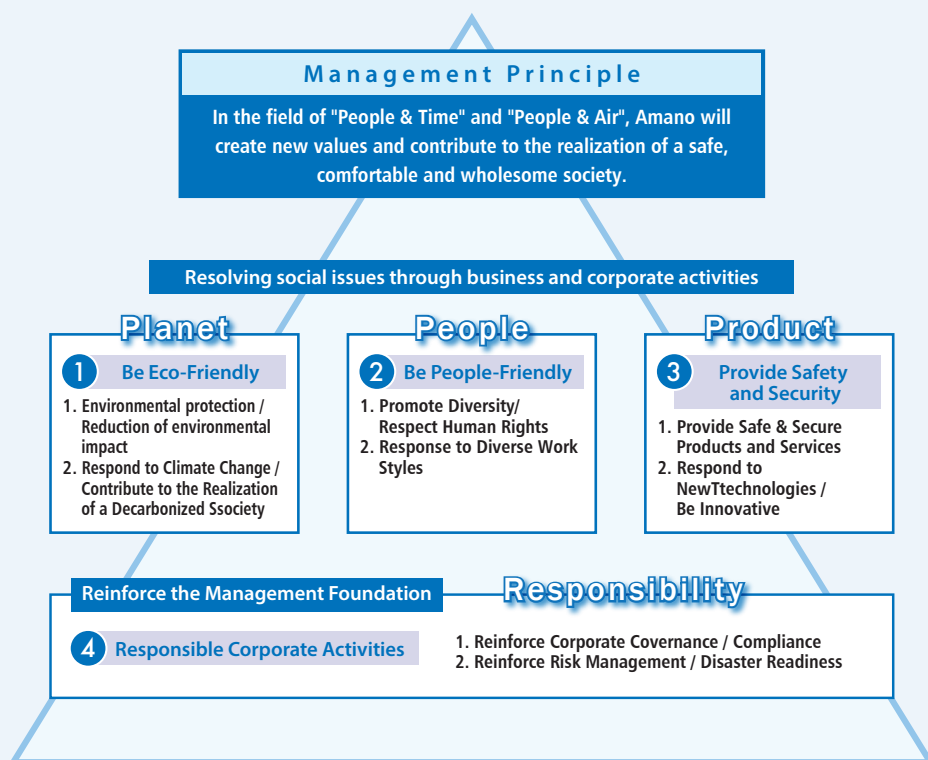 Management Principle
In the field of "People & Time" and "People & Air", Amano will
create new values and contribute to the realization of a safe,
comfortable and wholesome society.
Resolving social issues through business and corporate activities
Planet
1 Be Eco-Friendly
1. Environmental protection /
Reduction of environmental
impact
2. Respond to Climate Change /
Contribute to the Realization
of a Decarbonized Ssociety
People
2 Be People-Friendly
1. Promote Diversity/
Respect Human Rights
2. Response to Diverse Work
Styles
Product
3 Provide Safety
and Security
1. Provide Safe & Secure
Products and Services
2. Respond to
NewTtechnologies /
Be Innovative
Reinforce the Management Foundation
Responsibility
4 Responsible Corporate Activities
1. Reinforce Corporate Covernance / Compliance
2. Reinforce Risk Management / Disaster Readiness